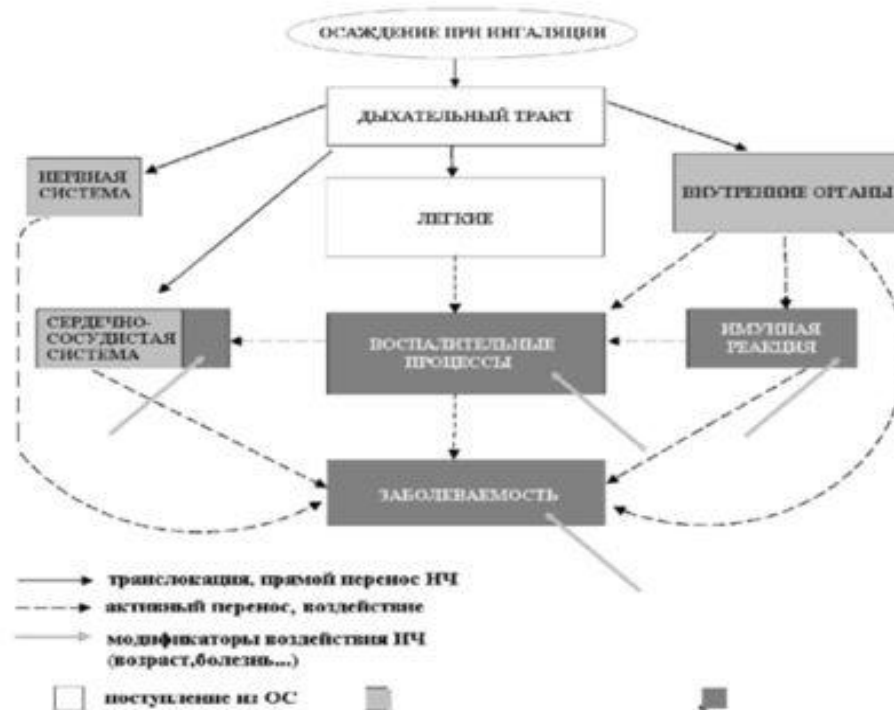 ОСАЖДЕНИЕ ПРИ ИНГАЛЯЦИИ
ДЫХАТЕЛЬНЫЙ ТРАКТ
НЕРВНАЯ
СИСТЕМА
ЛЕГКИЕ
ВНУТРЕННИЕ ОРГАНЫ
СЕРДЕЧНО-
СОСУДИСТАЯ
СИСТЕМА
ВОСПАЛИТЕЛЬНЫЕ
ПРОЦЕССЫ
ИМУННАЯ
РЕАКЦИЯ
ЗАБОЛЕВАЕМОСТЬ
транслокация, прямой перенос НЧ
активный перенос, воздействие
модификаторы воздействия НЧ
(возраст,болезнь...)
поступление из ОС